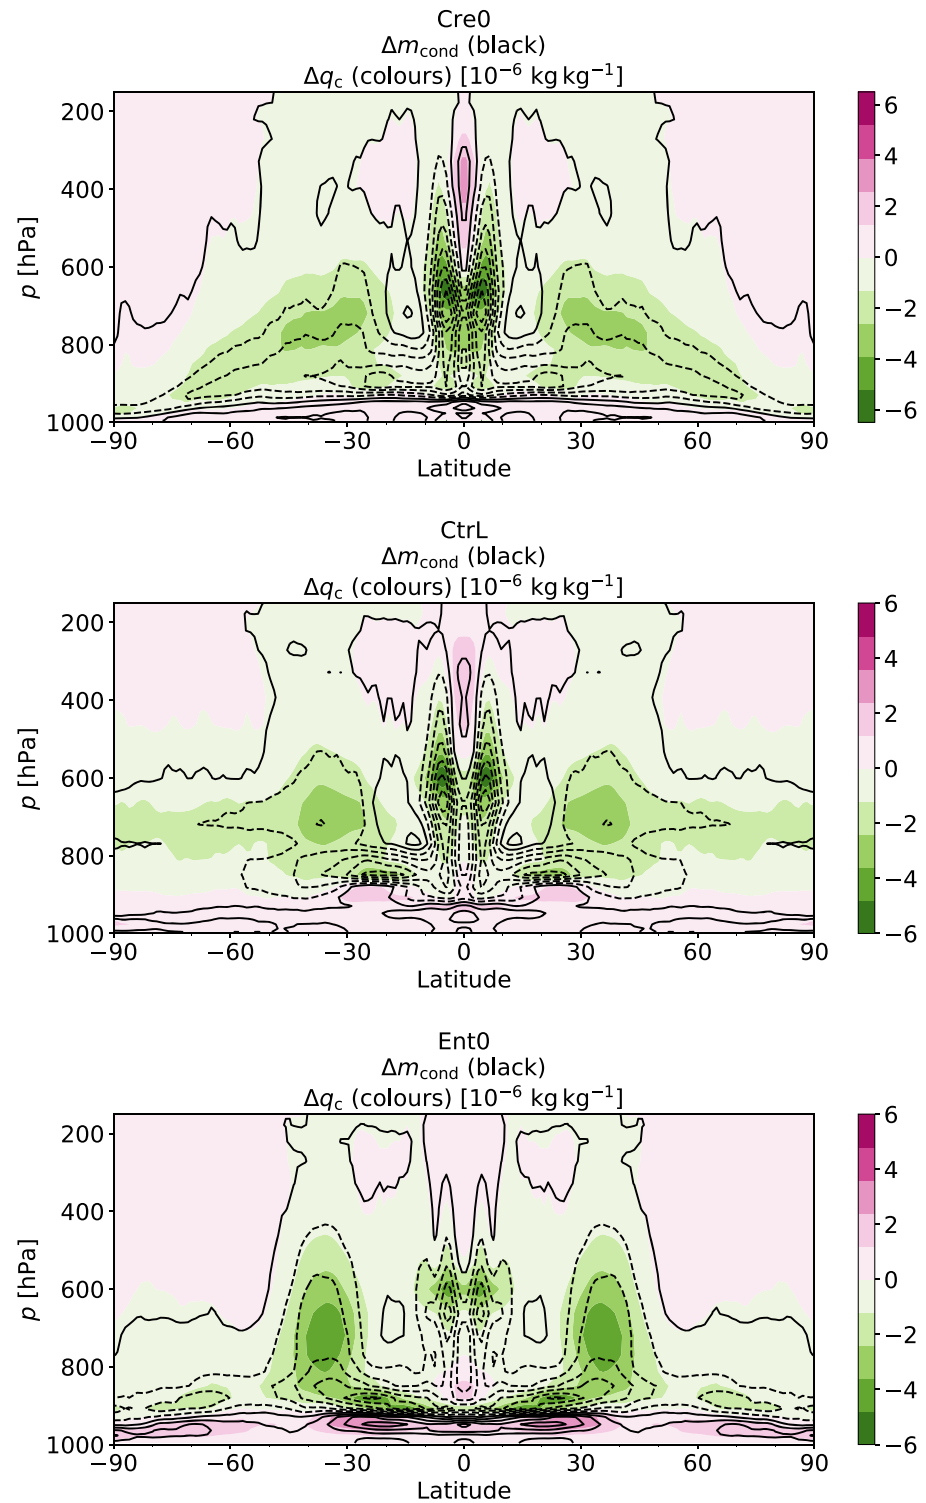 Cre0
Δm_cond (black)
Δq_c (colours) [10⁻⁶ kg kg⁻¹]
200
400
600
800
1000
p [hPa]
−90 −60 −30 0 30 60 90
Latitude
6
4
2
0
−2
−4
−6
CtrL
Δm_cond (black)
Δq_c (colours) [10⁻⁶ kg kg⁻¹]
200
400
600
800
1000
p [hPa]
−90 −60 −30 0 30 60 90
Latitude
6
4
2
0
−2
−4
−6
Ent0
Δm_cond (black)
Δq_c (colours) [10⁻⁶ kg kg⁻¹]
200
400
600
800
1000
p [hPa]
−90 −60 −30 0 30 60 90
Latitude
6
4
2
0
−2
−4
−6